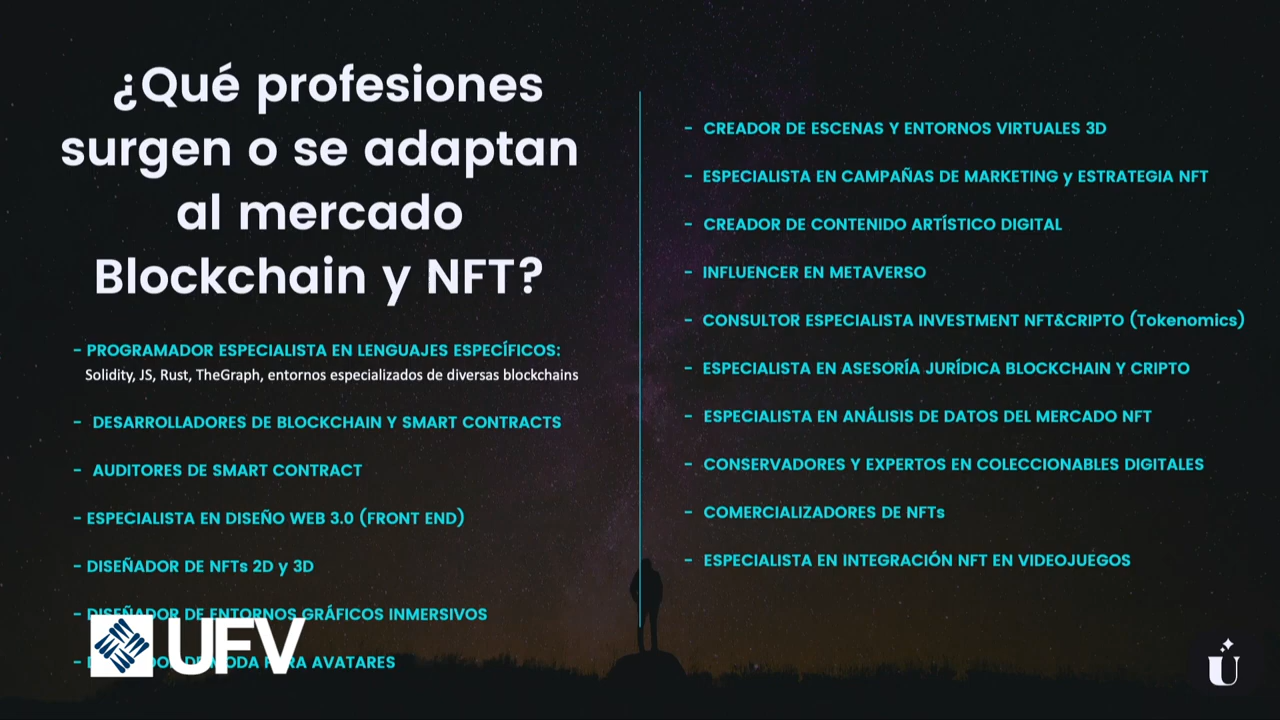 ¿Qué profesiones
surgen o se adaptan
al mercado
Blockchain y NFT?
- PROGRAMADOR ESPECIALISTA EN LENGUAJES ESPECÍFICOS:
Solidity, JS, Rust, TheGraph, entornos especializados de diversas blockchains
- DESARROLLADORES DE BLOCKCHAIN Y SMART CONTRACTS
- AUDITORES DE SMART CONTRACT
- ESPECIALISTA EN DISEÑO WEB 3.0 (FRONT END)
- DISEÑADOR DE NFTs 2D y 3D
- DISEÑADOR DE ENTORNOS GRÁFICOS INMERSIVOS
- DE MODA AVATARES
UFV
- CREADOR DE ESCENAS Y ENTORNOS VIRTUALES 3D
- ESPECIALISTA EN CAMPAÑAS DE MARKETING y ESTRATEGIA NFT
- CREADOR DE CONTENIDO ARTÍSTICO DIGITAL
- INFLUENCER EN METAVERSO
- CONSULTOR ESPECIALISTA INVESTMENT NFT&CRIPTO (Tokenomics)
- ESPECIALISTA EN ASESORÍA JURÍDICA BLOCKCHAIN Y CRIPTO
- ESPECIALISTA EN ANÁLISIS DE DATOS DEL MERCADO NFT
- CONSERVADORES Y EXPERTOS EN COLECCIONABLES DIGITALES
- COMERCIALIZADORES DE NFTs
- ESPECIALISTA EN INTEGRACIÓN NFT EN VIDEOJUEGOS
U